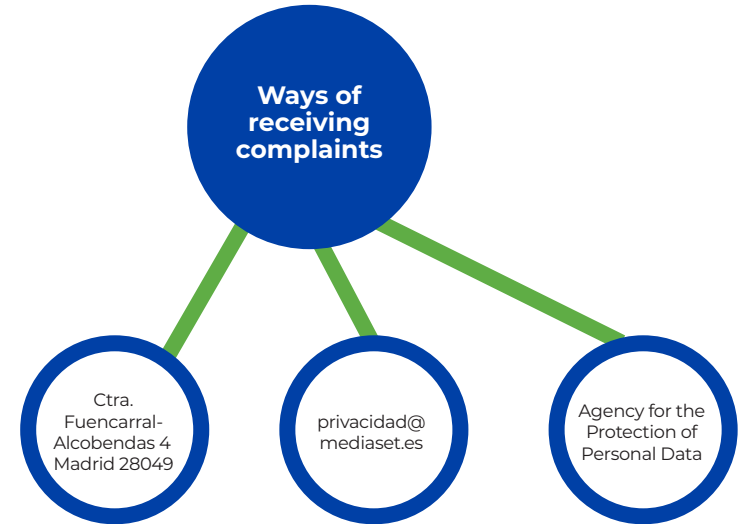 Ways of
receiving
complaints
Ctra.
Fuencarral-
Alcobendas 4
Madrid 28049
privacidad@
mediaset.es
Agency for the
Protection of
Personal Data